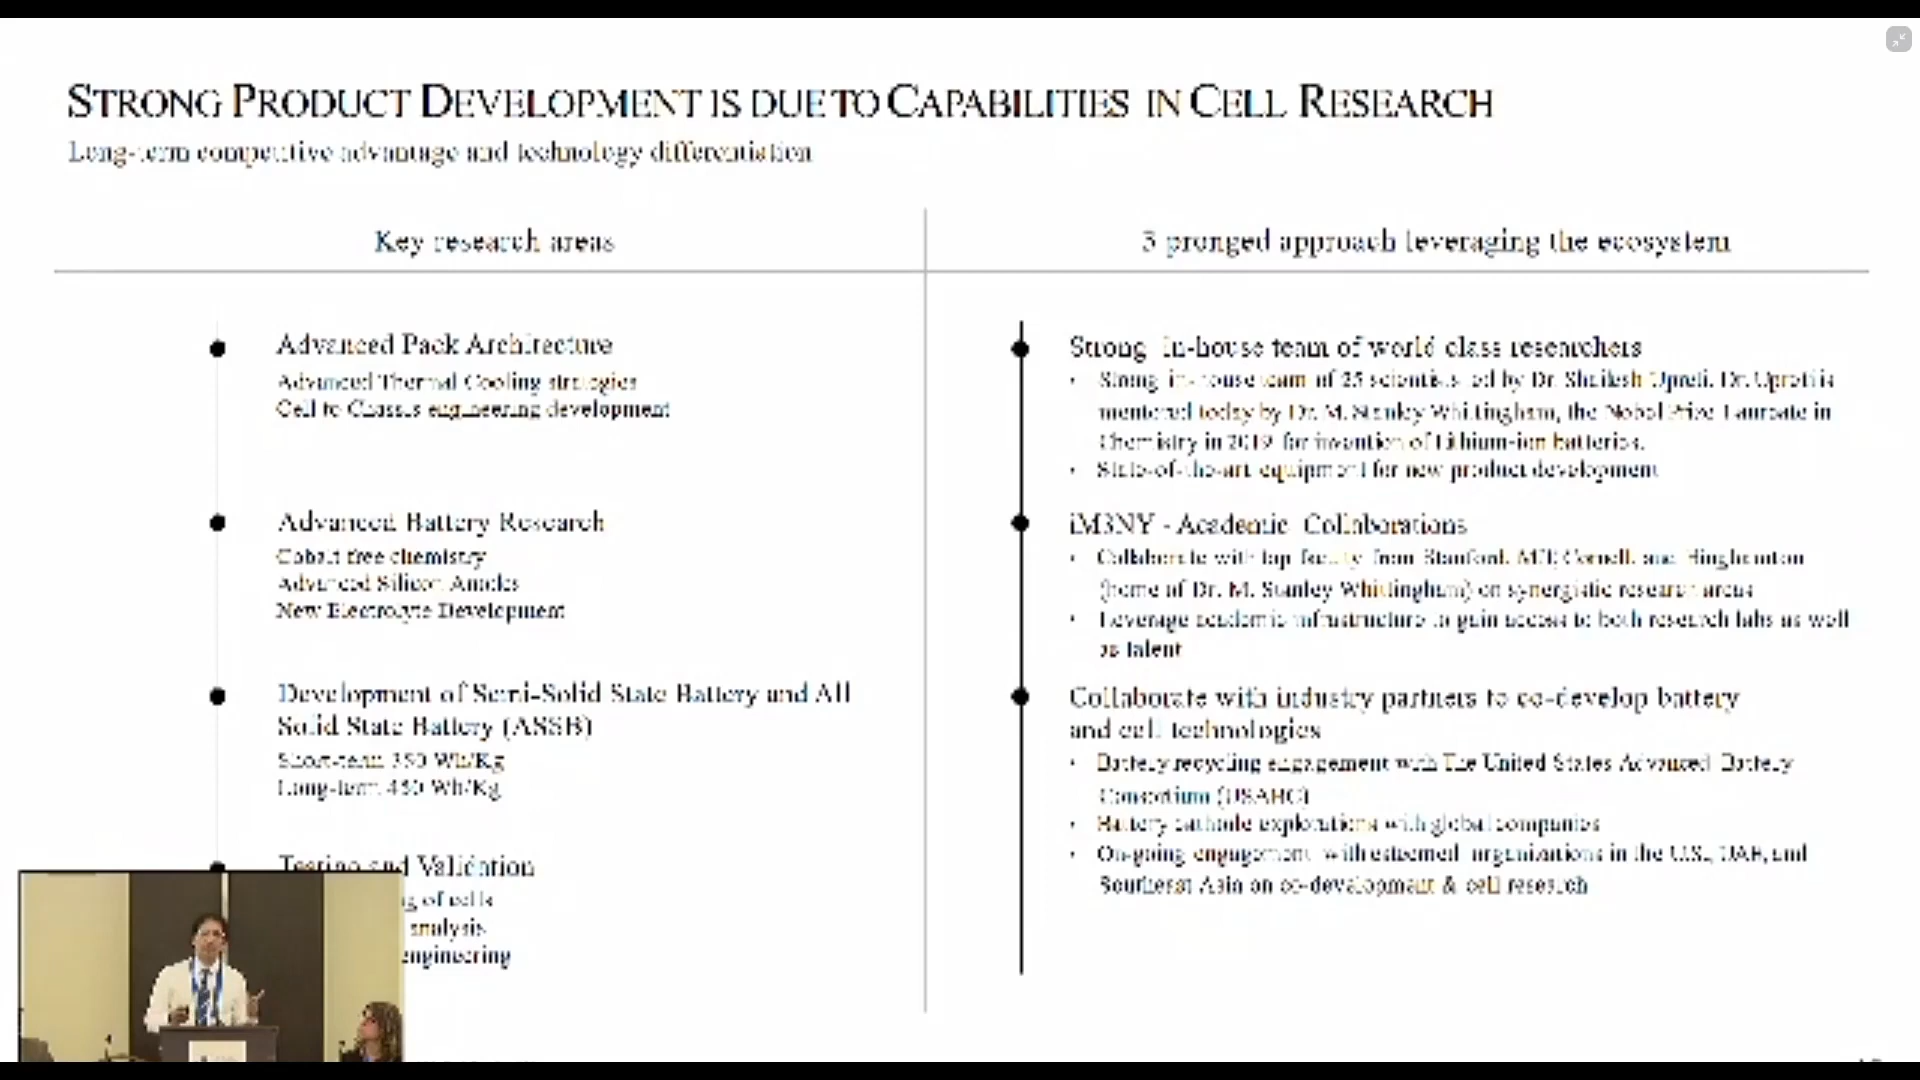 STRONG PRODUCT DEVELOPMENT IS DUE TO CAPABILITIES IN CELL RESEARCH
Long-term competitive advantage and technology differentiation
Key research areas
3 pronged approach leveraging the ecosystem
Advanced Pack Architecture
Advanced Thermal Cooling strategies
Cell to Chassis engineering development
Advanced Battery Research
Cobalt free chemistry
Advanced Silicon Anodes
New Electrolyte Development
Development of Semi-Solid State Battery and All
Solid State Battery (ASSB)
Short-term 350 Wh/Kg
Long-term 450 Wh/Kg
Testing and Validation
of cells
analysis
engineering
Strong in-house team of world class researchers
• Strong in-house team of 25 scientists led by Dr. Shailesh Upreti. Dr. Upreti is
mentored today by Dr. M. Stanley Whittingham, the Nobel Prize Laureate in
Chemistry in 2019 for invention of Lithium-ion batteries.
• State-of-the-art equipment for new product development
iM3NY - Academic Collaborations
• Collaborate with top faculty from Stanford, MIT, Cornell, and Binghamton
(home of Dr. M. Stanley Whittingham) on synergistic research areas
• Leverage academic infrastructure to gain access to both research labs as well
as talent
Collaborate with industry partners to co-develop battery
and cell technologies
• Battery recycling engagement with The United States Advanced Battery
Consortium (USABC)
• Battery cathode explorations with global companies
• On-going engagement with esteemed organizations in the U.S., UAE, and
Southeast Asia on co-development & cell research